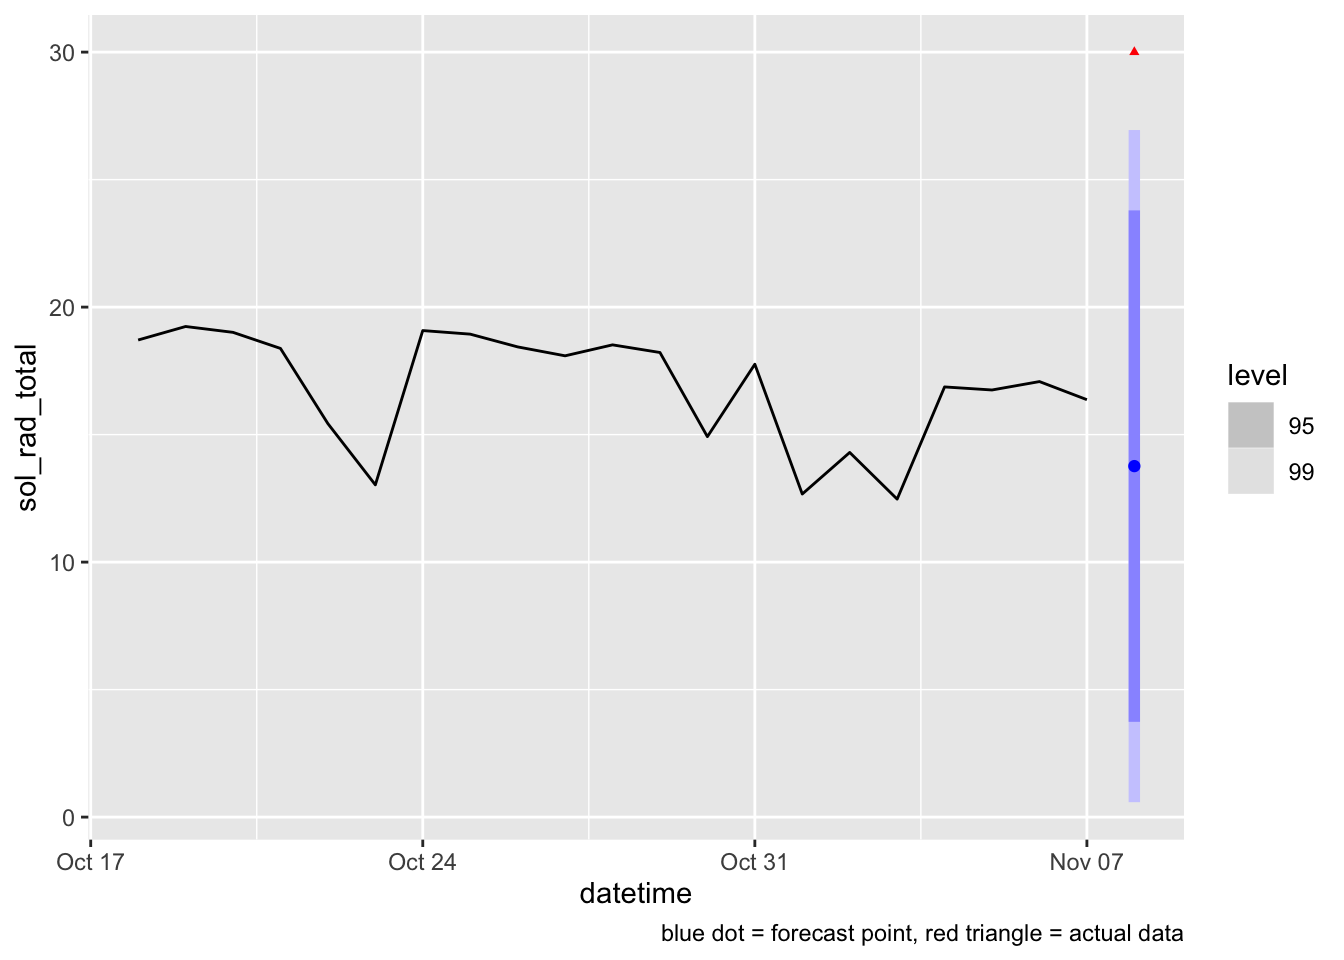 30
20
10
0
sol_rad_total
Oct 17
Oct 24
Oct 31
Nov 07
datetime
level
95
99
blue dot = forecast point, red triangle = actual data